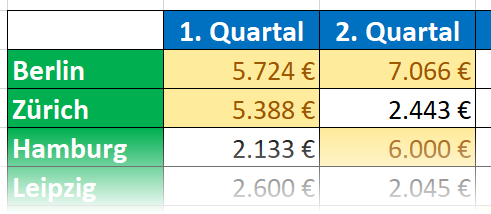 1. Quartal 2. Quartal
Berlin 5.724 € 7.066 €
Zürich 5.388 € 2.443 €
Hamburg 2.133 € 6.000 €
Leipzig 2.600 € 2.045 €